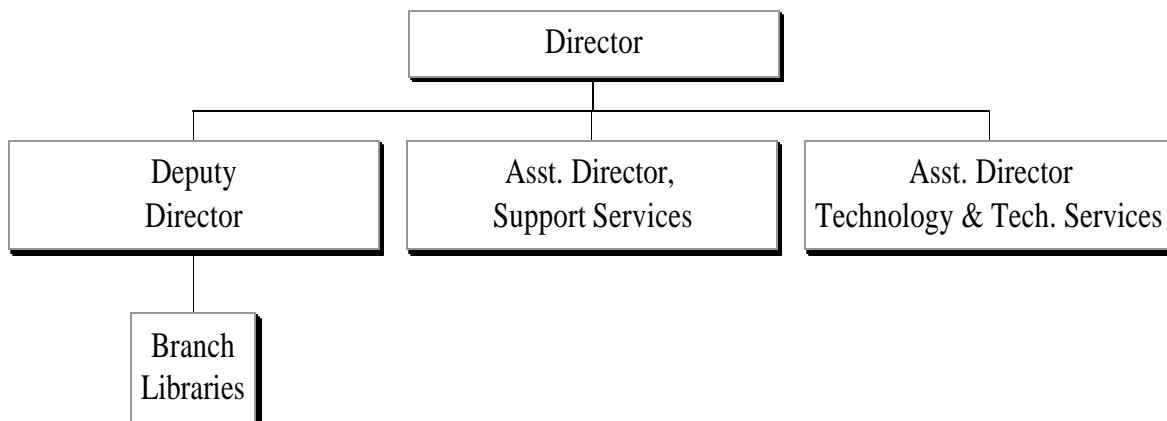 Director
Deputy
Director
Asst. Director,
Support Services
Asst. Director
Technology & Tech. Services
Branch
Libraries